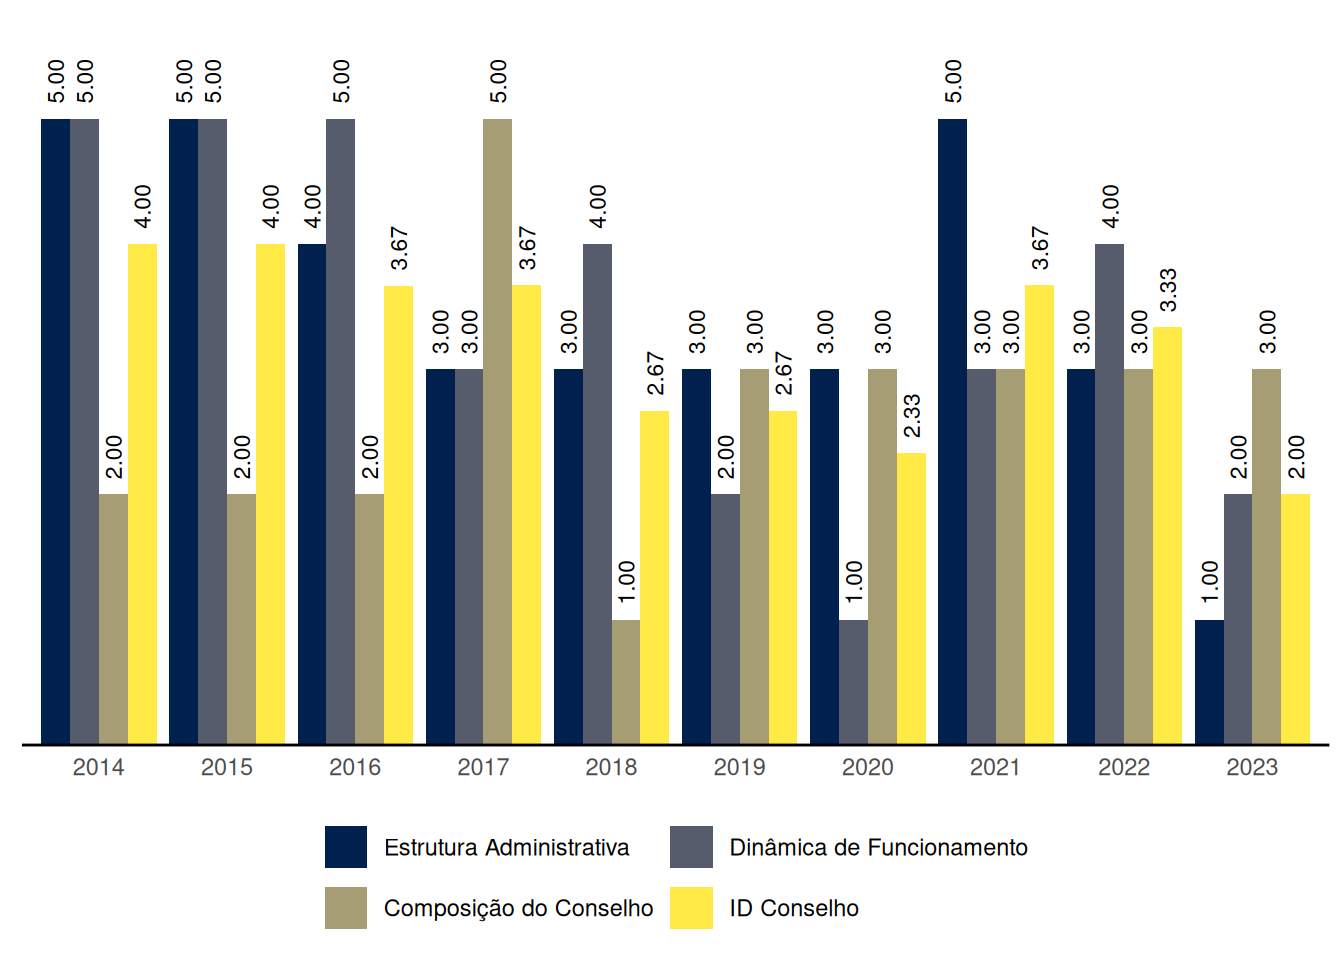 5.00 5.00 2.00 4.00
5.00 5.00 2.00 4.00
4.00 5.00 2.00 3.67
3.00 3.00 5.00 3.67
3.00 4.00 1.00 2.67
3.00 2.00 3.00 2.67
3.00 1.00 3.00 2.33
5.00 3.00 3.00 3.67
3.00 4.00 3.00 3.33
1.00 2.00 3.00 2.00
2014 2015 2016 2017 2018 2019 2020 2021 2022 2023
Estrutura Administrativa Dinâmica de Funcionamento
Composição do Conselho ID Conselho